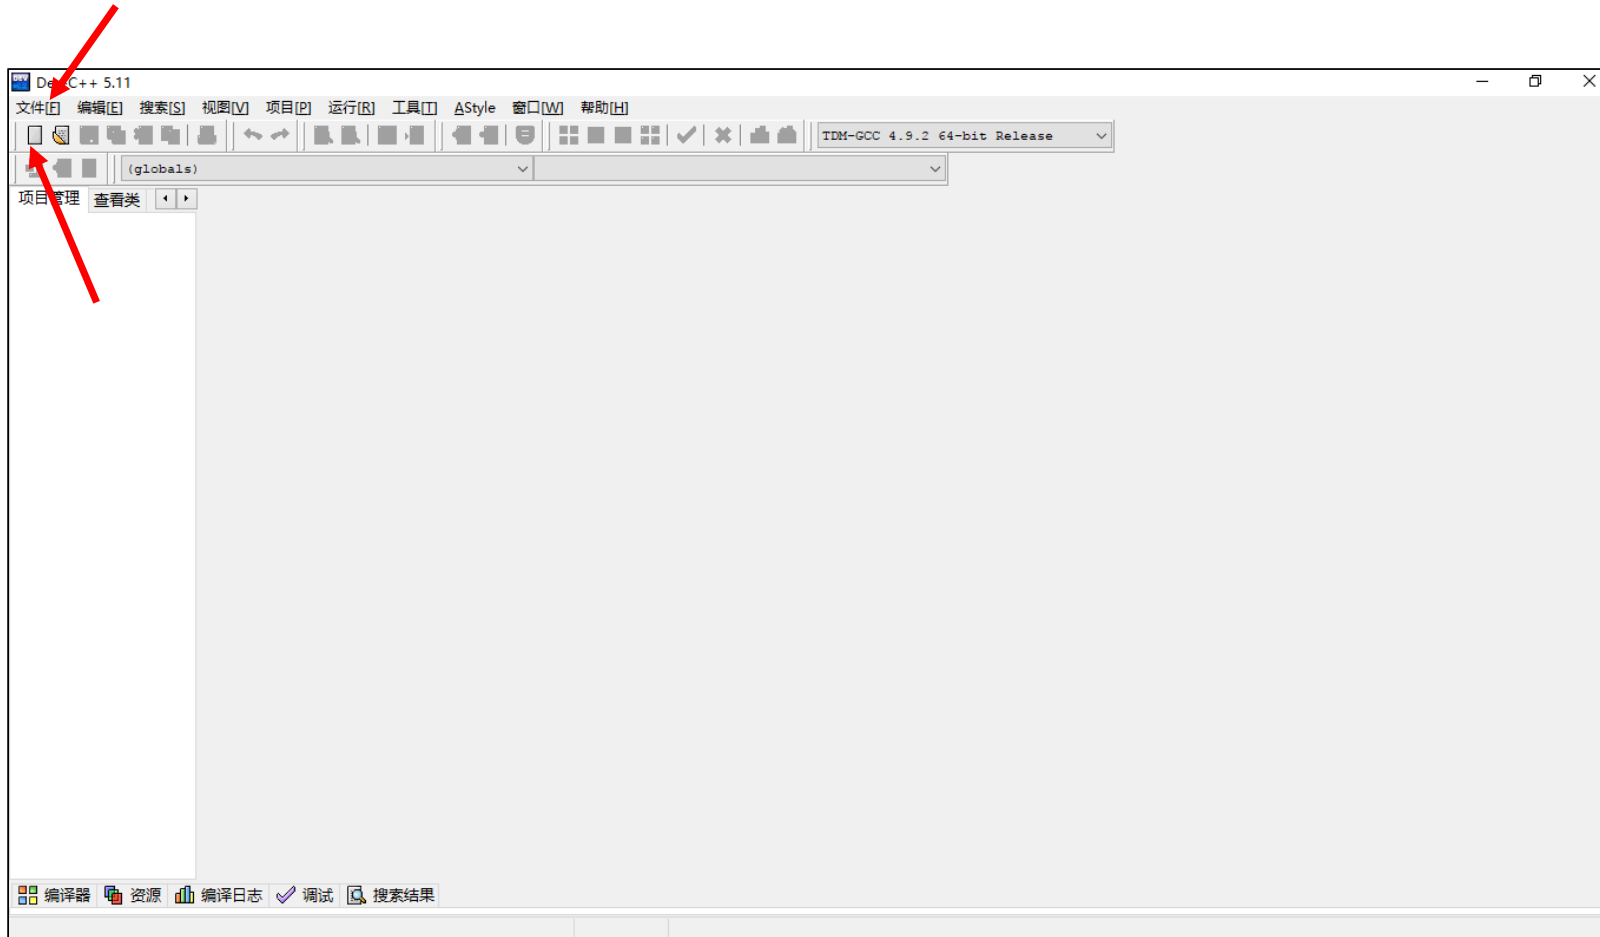 Dev-C++ 5.11
文件[F] 编辑[E] 搜索[S] 视图[V] 项目[P] 运行[R] 工具[T] AStyle 窗口[W] 帮助[H]
TDM-GCC 4.9.2 64-bit Release
(globals)
项目管理 查看类
编译器 资源 编译日志 调试 搜索结果